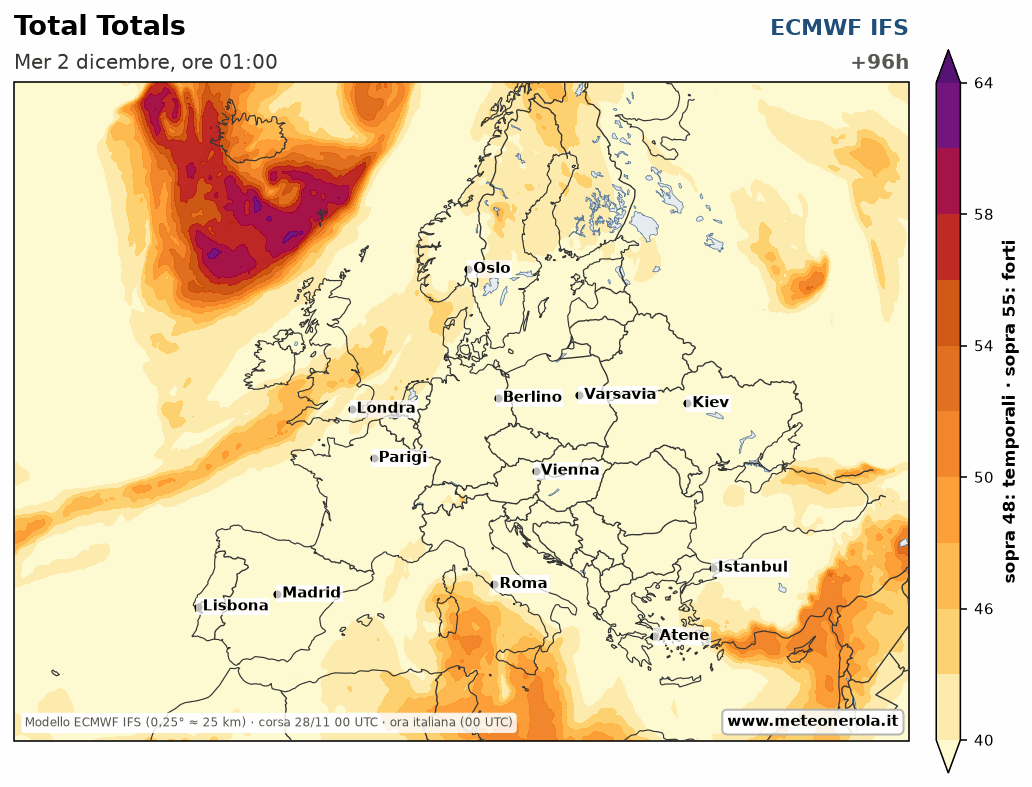 Total Totals
ECMWF IFS
Mer 2 dicembre, ore 01:00
+96h
64
58
54
50
46
40
sopra 48: temporali · sopra 55: forti
Oslo
Londra
Berlino
Varsavia
Kiev
Parigi
Vienna
Istanbul
Roma
Madrid
Lisbona
Atene
Modello ECMWF IFS (0,25° ≈ 25 km) · corsa 28/11 00 UTC · ora italiana (00 UTC)
www.meteonerola.it